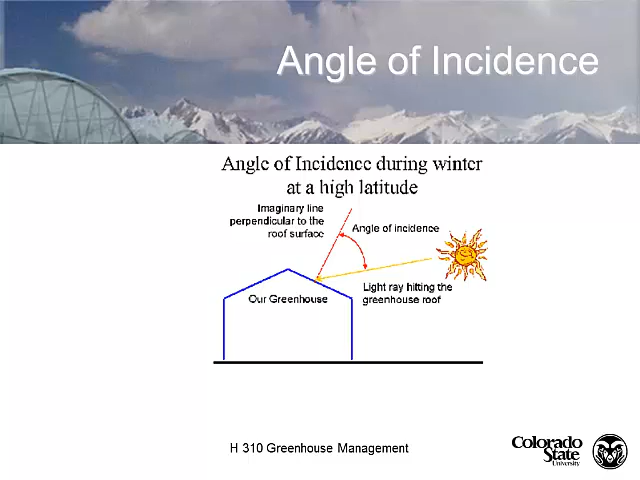 Angle of Incidence
Angle of Incidence during winter
at a high latitude
Imaginary line
perpendicular to the
roof surface
Angle of incidence
Light ray hitting the
greenhouse roof
Our Greenhouse
H 310 Greenhouse Management
Colorado
State
University